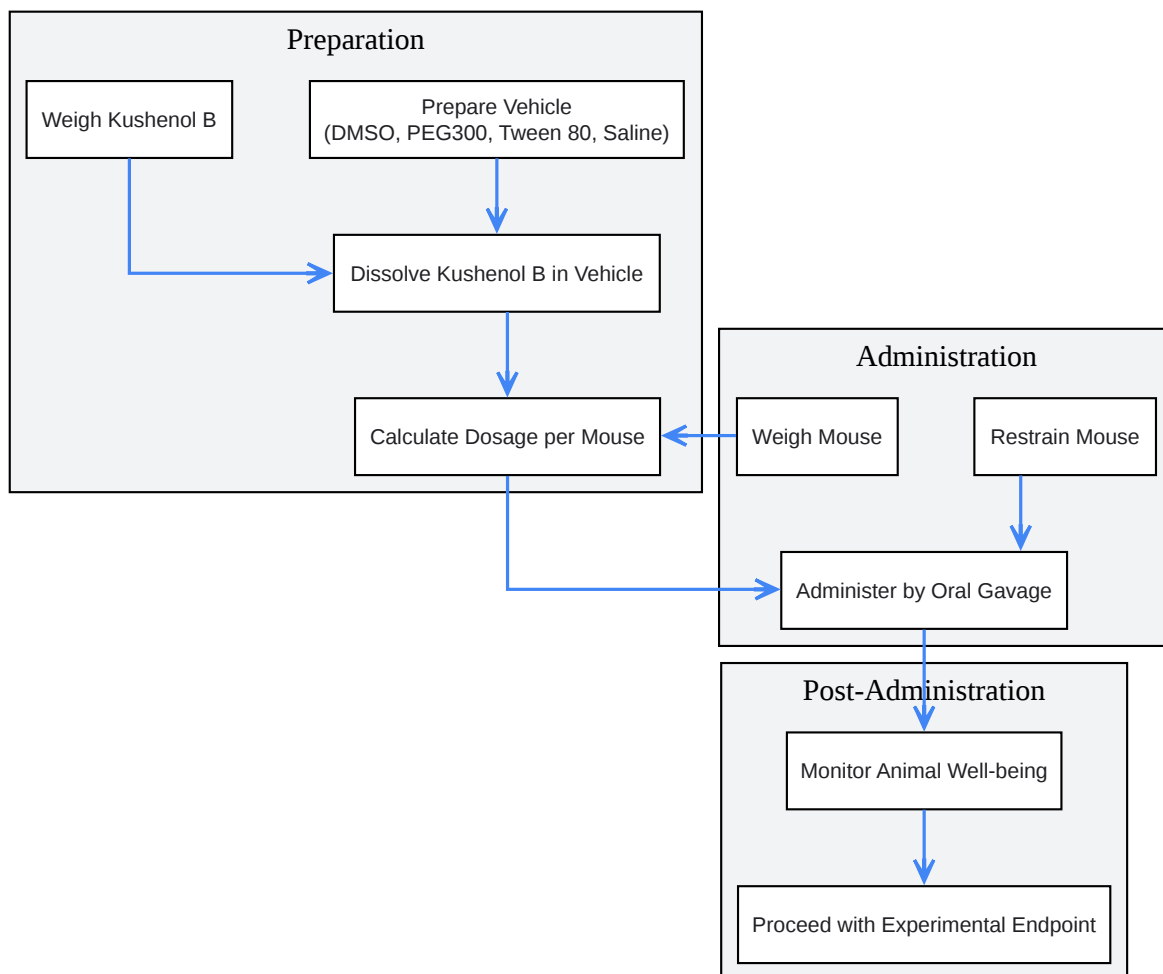 Preparation
Weigh Kushenol B
Prepare Vehicle
(DMSO, PEG300, Tween 80, Saline)
Dissolve Kushenol B in Vehicle
Calculate Dosage per Mouse
Administration
Weigh Mouse
Restrain Mouse
Administer by Oral Gavage
Post-Administration
Monitor Animal Well-being
Proceed with Experimental Endpoint